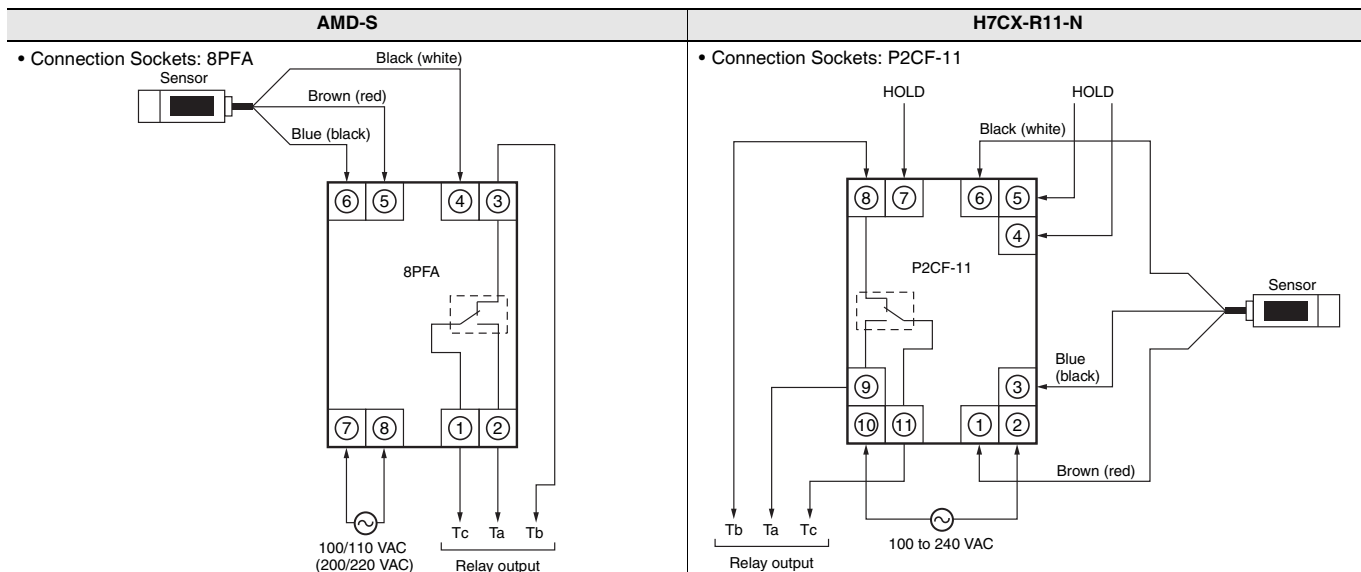 AMD-S
• Connection Sockets: 8PFA
Sensor
Black (white)
Brown (red)
Blue (black)
6 5 4 3
8PFA
7 8 1 2
Tc Ta Tb
100/110 VAC
(200/220 VAC)
Relay output
H7CX-R11-N
• Connection Sockets: P2CF-11
HOLD HOLD
Black (white)
8 7 6 5
4
P2CF-11
Sensor
Blue
(black)
9 3
10 11 1 2
Brown (red)
Tb Ta Tc
100 to 240 VAC
Relay output